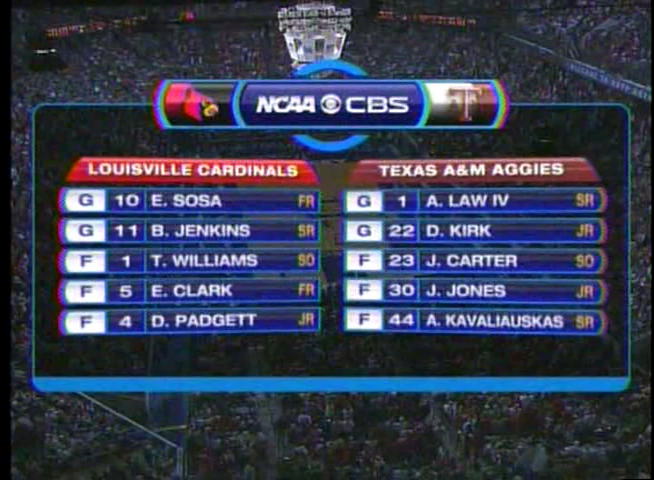 NCAA CBS
LOUISVILLE CARDINALS
G 10 E. SOSA FR
G 11 B. JENKINS SR
F 1 T. WILLIAMS SO
F 5 E. CLARK FR
F 4 D. PADGETT JR
TEXAS A&M AGGIES
G 1 A. LAW IV SR
G 22 D. KIRK JR
F 23 J. CARTER SO
F 30 J. JONES JR
F 44 A. KAVALIAUSKAS SR